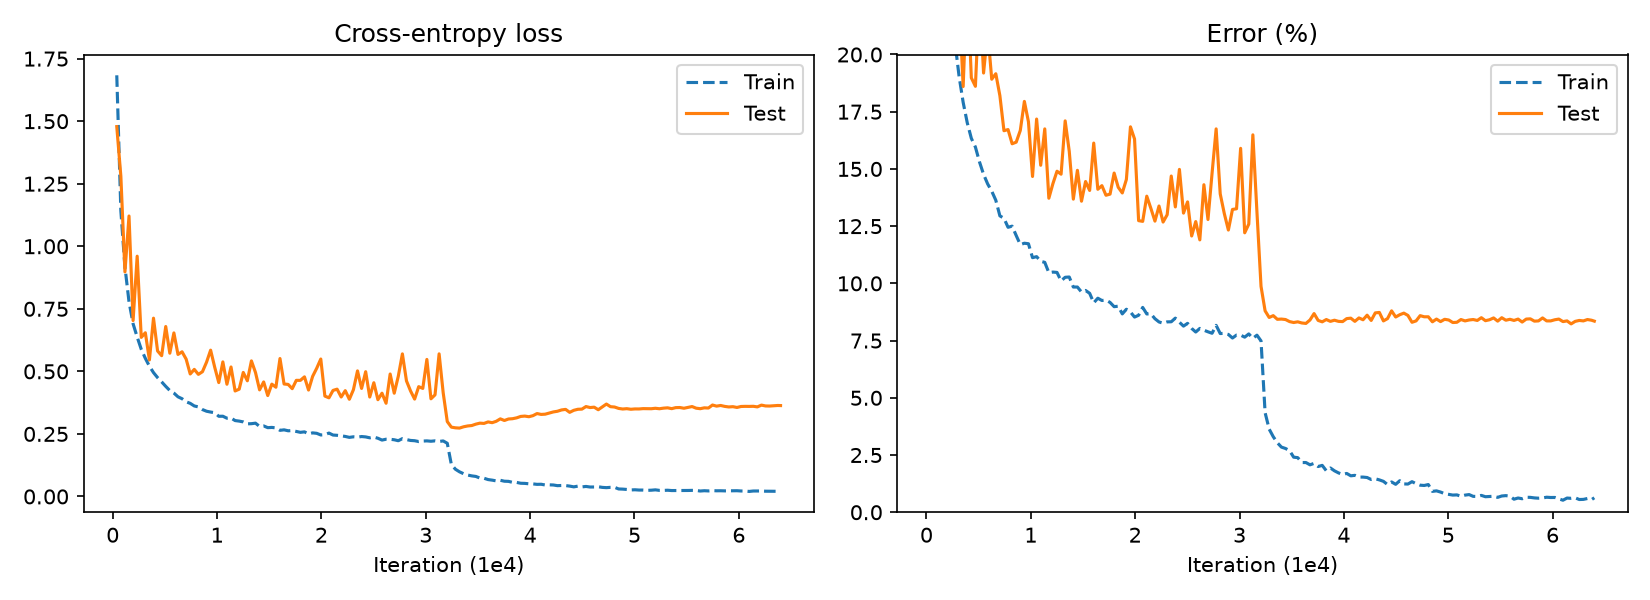 Cross-entropy loss
1.75
1.50
1.25
1.00
0.75
0.50
0.25
0.00
0 1 2 3 4 5 6
Iteration (1e4)
Train
Test
Error (%)
20.0
17.5
15.0
12.5
10.0
7.5
5.0
2.5
0.0
0 1 2 3 4 5 6
Iteration (1e4)
Train
Test